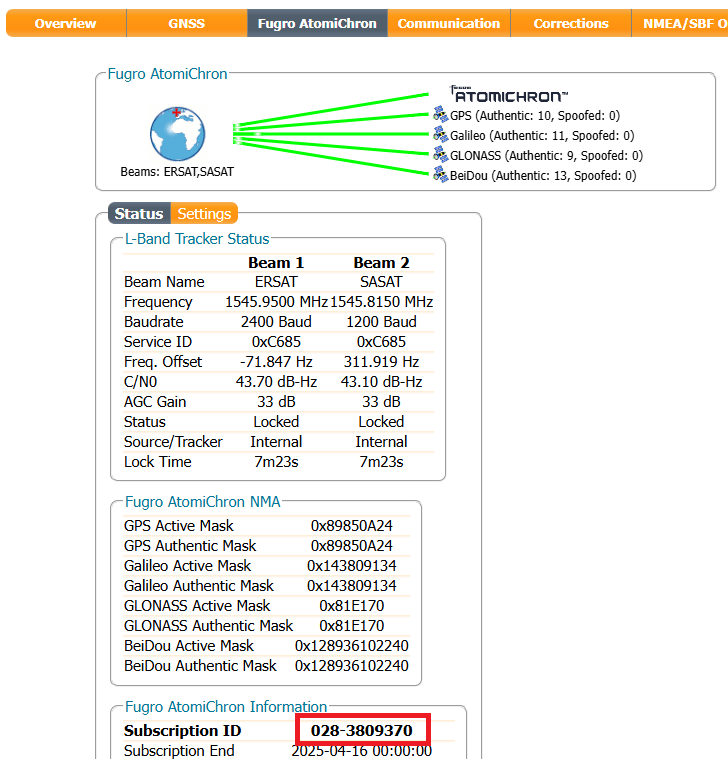 Overview GNSS Fugro AtomiChron Communication Corrections NMEA/SBF O
Fugro AtomiChron
FUGRO
ATOMICHRON™
GPS (Authentic: 10, Spoofed: 0)
Galileo (Authentic: 11, Spoofed: 0)
GLONASS (Authentic: 9, Spoofed: 0)
BeiDou (Authentic: 13, Spoofed: 0)
Beams: ERSAT,SASAT
Status Settings
L-Band Tracker Status
Beam 1 Beam 2
Beam Name ERSAT SASAT
Frequency 1545.9500 MHz 1545.8150 MHz
Baudrate 2400 Baud 1200 Baud
Service ID 0xC685 0xC685
Freq. Offset -71.847 Hz 311.919 Hz
C/N0 43.70 dB-Hz 43.10 dB-Hz
AGC Gain 33 dB 33 dB
Status Locked Locked
Source/Tracker Internal Internal
Lock Time 7m23s 7m23s
Fugro AtomiChron NMA
GPS Active Mask 0x89850A24
GPS Authentic Mask 0x89850A24
Galileo Active Mask 0x143809134
Galileo Authentic Mask 0x143809134
GLONASS Active Mask 0x81E170
GLONASS Authentic Mask 0x81E170
BeiDou Active Mask 0x128936102240
BeiDou Authentic Mask 0x128936102240
Fugro AtomiChron Information
Subscription ID 028-3809370
Subscription End 2025-04-16 00:00:00